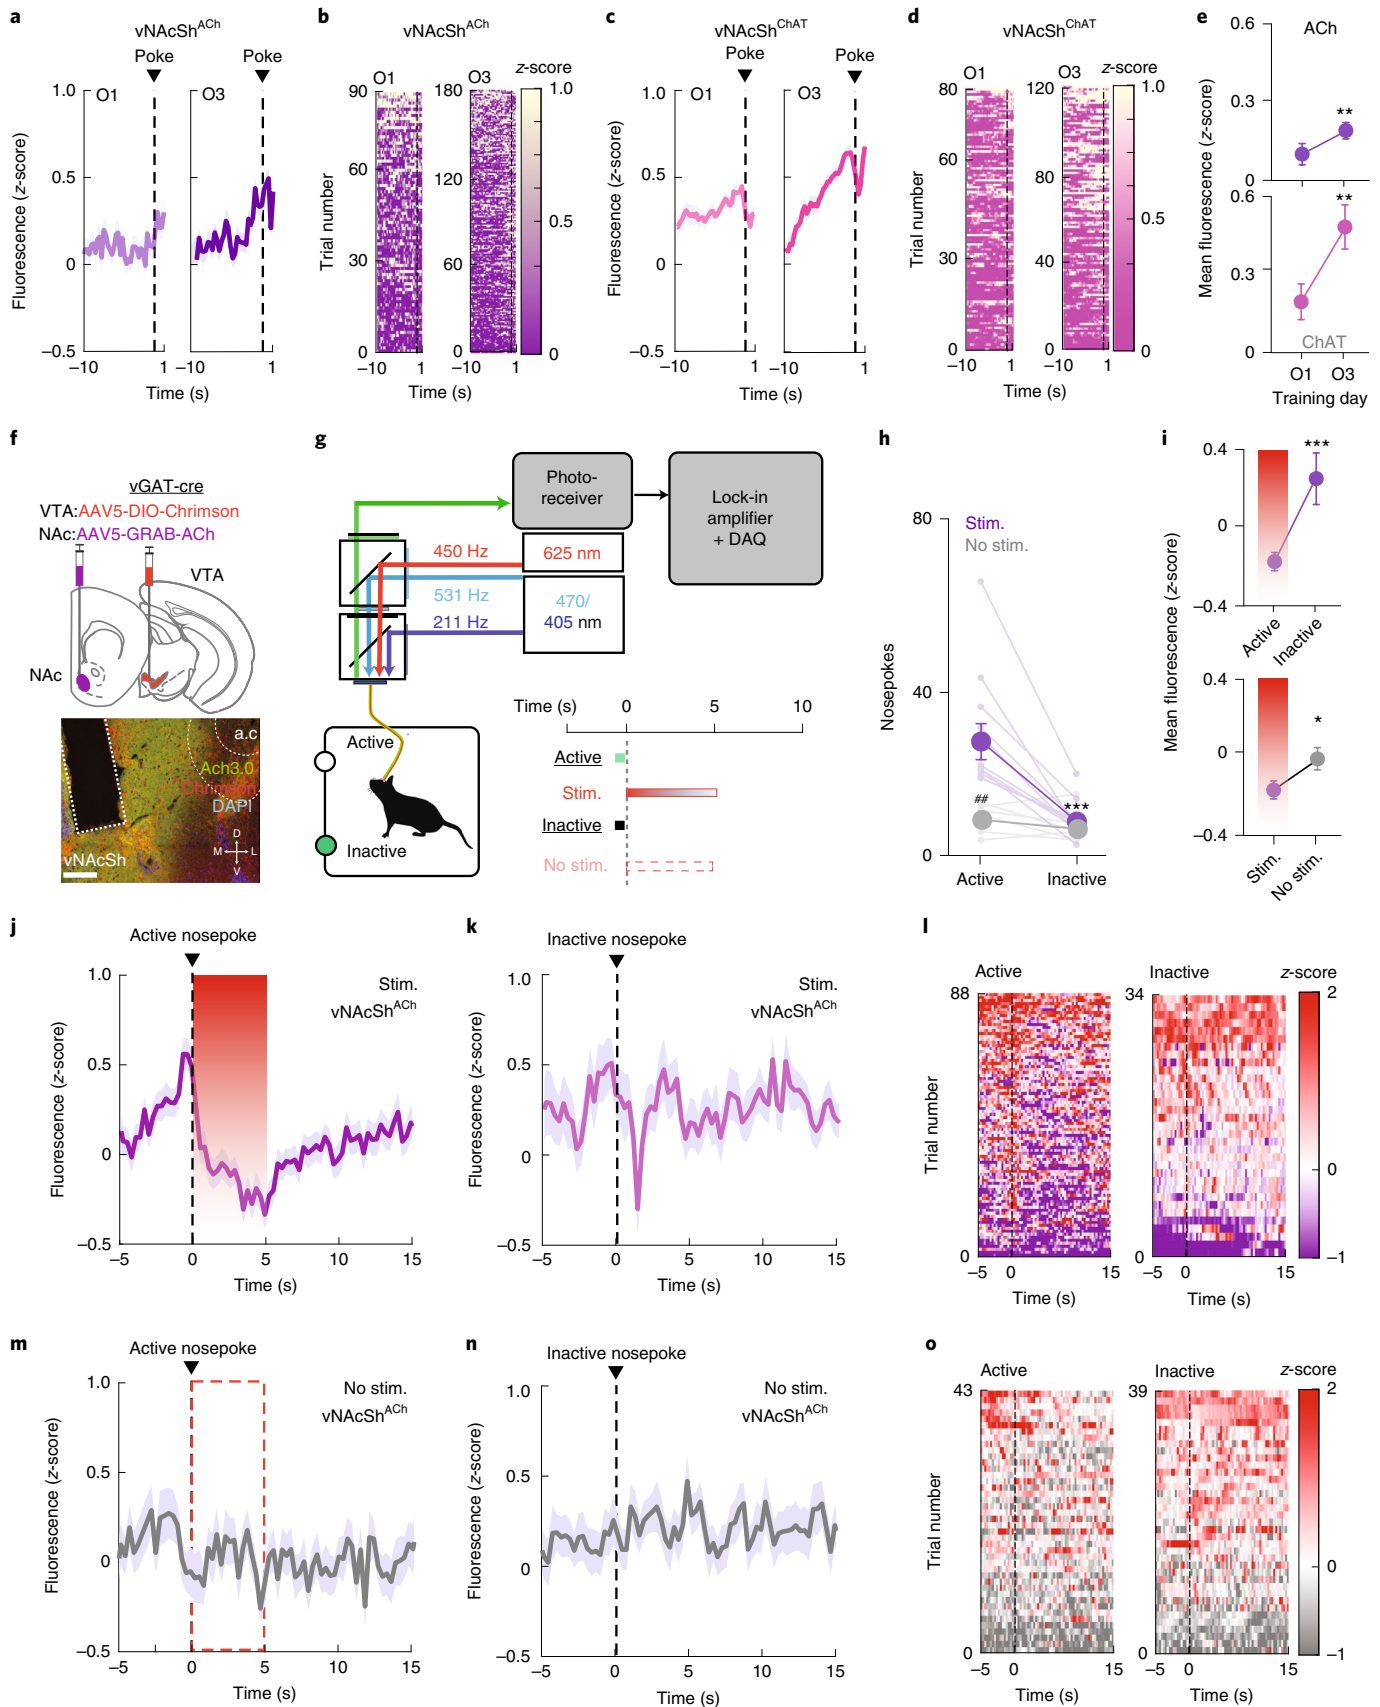 a
vNAcSh^ACh
Poke
Poke
O1
O3
1.0
0.5
0
–0.5
Fluorescence (z-score)
–10
1
–10
1
Time (s)
b
vNAcSh^ACh
O1
O3
z-score
90
60
30
0
180
120
60
0
1.0
0.5
0
Trial number
–10
1
–10
1
Time (s)
c
vNAcSh^ChAT
Poke
Poke
O1
O3
1.0
0.5
0
–0.5
Fluorescence (z-score)
–10
1
–10
1
Time (s)
d
vNAcSh^ChAT
O1
O3
z-score
80
60
30
0
120
80
40
0
1.0
0.5
0
Trial number
–10
1
–10
1
Time (s)
e
ACh
0.6
0.3
0
**
0.6
0.3
0
**
ChAT
Mean fluorescence (z-score)
O1
O3
Training day
f
vGAT-cre
VTA:AAV5-DIO-Chrimson
NAc:AAV5-GRAB-ACh
VTA
NAc
a.c
Ach3.0
Chrimson
DAPI
vNAcSh
D
M
L
V
g
Photo-
receiver
Lock-in
amplifier
+ DAQ
450 Hz
625 nm
531 Hz
470/
405 nm
211 Hz
Active
Inactive
Time (s)
0
5
10
Active
Stim.
Inactive
No stim.
h
Stim.
No stim.
80
40
0
Nosepokes
##
***
Active
Inactive
i
0.4
0
–0.4
***
Active
Inactive
0.4
0
–0.4
*
Stim.
No stim.
Mean fluorescence (z-score)
j
Active nosepoke
Stim.
vNAcSh^ACh
1.0
0.5
0
–0.5
Fluorescence (z-score)
–5
0
5
10
15
Time (s)
k
Inactive nosepoke
Stim.
vNAcSh^ACh
1.0
0.5
0
–0.5
Fluorescence (z-score)
–5
0
5
10
15
Time (s)
l
Active
Inactive
z-score
88
0
34
0
2
0
–1
Trial number
–5
0
15
–5
0
15
Time (s)
Time (s)
m
Active nosepoke
No stim.
vNAcSh^ACh
1.0
0.5
0
–0.5
Fluorescence (z-score)
–5
0
5
10
15
Time (s)
n
Inactive nosepoke
No stim.
vNAcSh^ACh
1.0
0.5
0
–0.5
Fluorescence (z-score)
–5
0
5
10
15
Time (s)
o
Active
Inactive
z-score
43
0
39
0
2
0
–1
Trial number
–5
0
15
–5
0
15
Time (s)
Time (s)